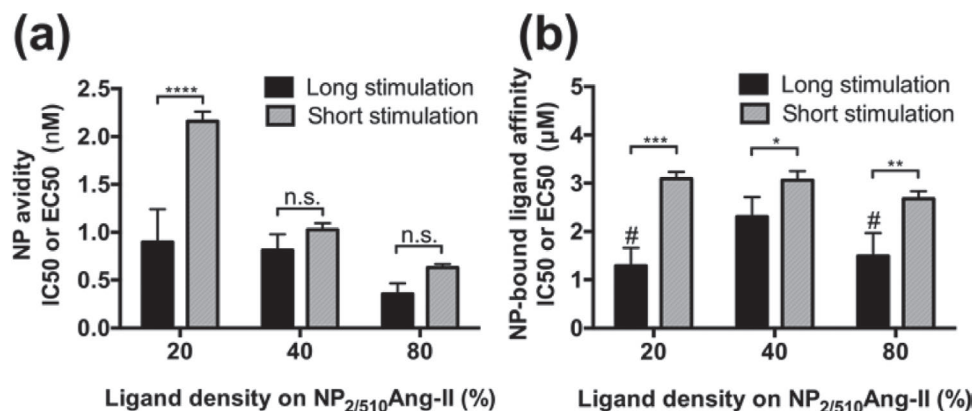 (a)
NP avidity
IC50 or EC50 (nM)
2.5
2.0
1.5
1.0
0.5
0.0
****
n.s.
n.s.
Long stimulation
Short stimulation
20
40
80
Ligand density on NP2/510Ang-II (%)
(b)
NP-bound ligand affinity
IC50 or EC50 (µM)
5
4
3
2
1
0
Long stimulation
Short stimulation
***
*
**
#
#
20
40
80
Ligand density on NP2/510Ang-II (%)